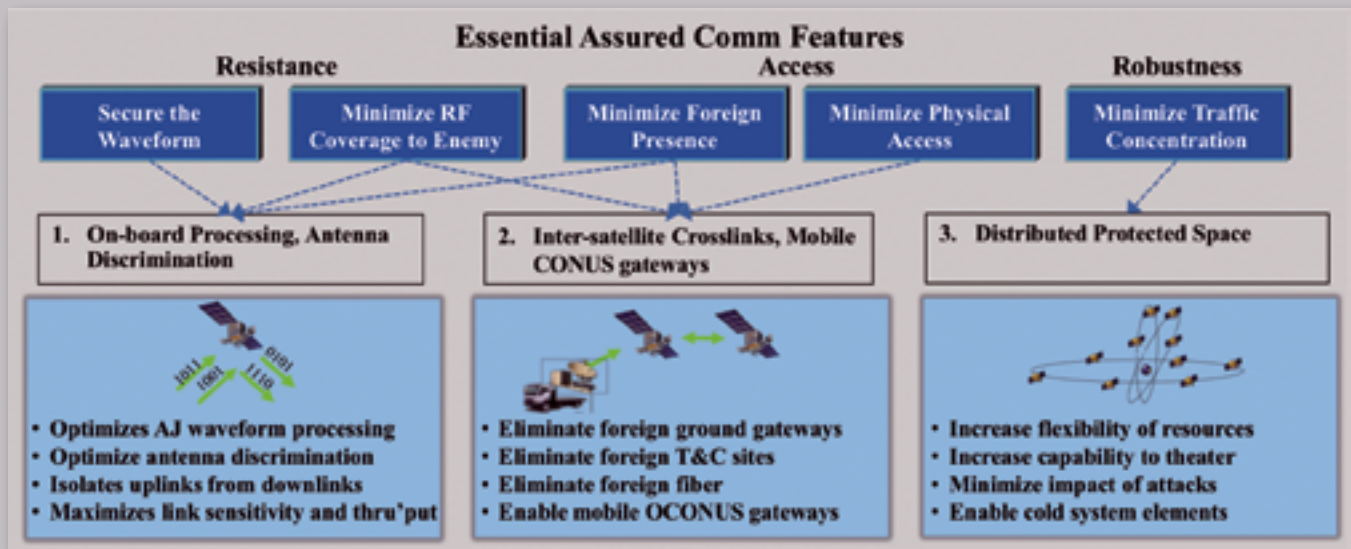 Essential Assured Comm Features
Resistance
Access
Robustness
Secure the
Waveform
Minimize RF
Coverage to Enemy
Minimize Foreign
Presence
Minimize Physical
Access
Minimize Traffic
Concentration
1. On-board Processing, Antenna
Discrimination
2. Inter-satellite Crosslinks, Mobile
CONUS gateways
3. Distributed Protected Space
1011
1001
0101
1110
• Optimizes AJ waveform processing
• Optimize antenna discrimination
• Isolates uplinks from downlinks
• Maximizes link sensitivity and thru'put
• Eliminate foreign ground gateways
• Eliminate foreign T&C sites
• Eliminate foreign fiber
• Enable mobile OCONUS gateways
• Increase flexibility of resources
• Increase capability to theater
• Minimize impact of attacks
• Enable cold system elements